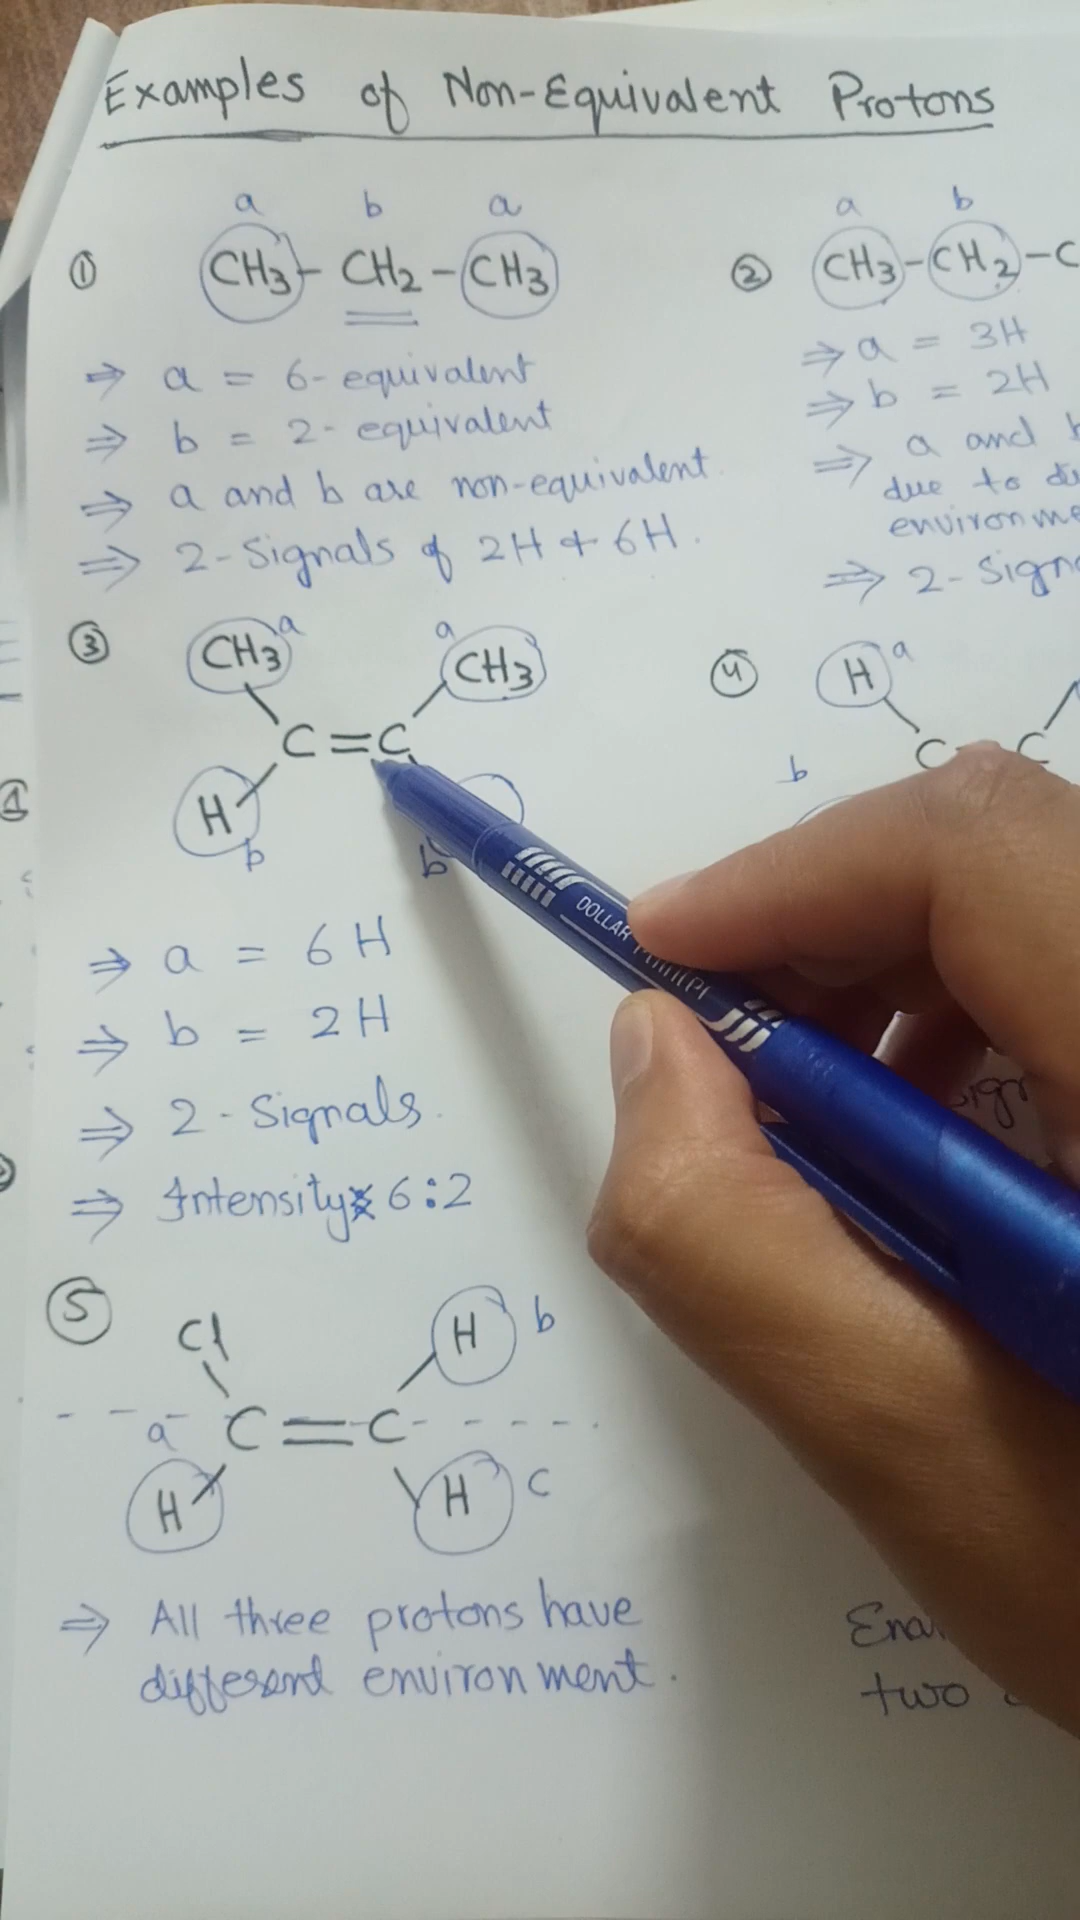 Examples of Non-Equivalent Protons
a b a
① CH3 - CH2 - CH3
⇒ a = 6- equivalent
⇒ b = 2- equivalent
⇒ a and b are non-equivalent.
⇒ 2-Signals of 2H + 6H.
a b
② CH3-CH2-C
⇒ a = 3H
⇒ b = 2H
⇒ a and
due to
environme
⇒ 2-Sign
③ CH3 a a CH3
C=C
H
b b
⇒ a = 6H
⇒ b = 2H
⇒ 2-Signals.
⇒ Intensity 6:2
④ H a
C C
b
⑤ Cl H b
a C=C
H H c
⇒ All three protons have
different environment.
two
DOLLAR